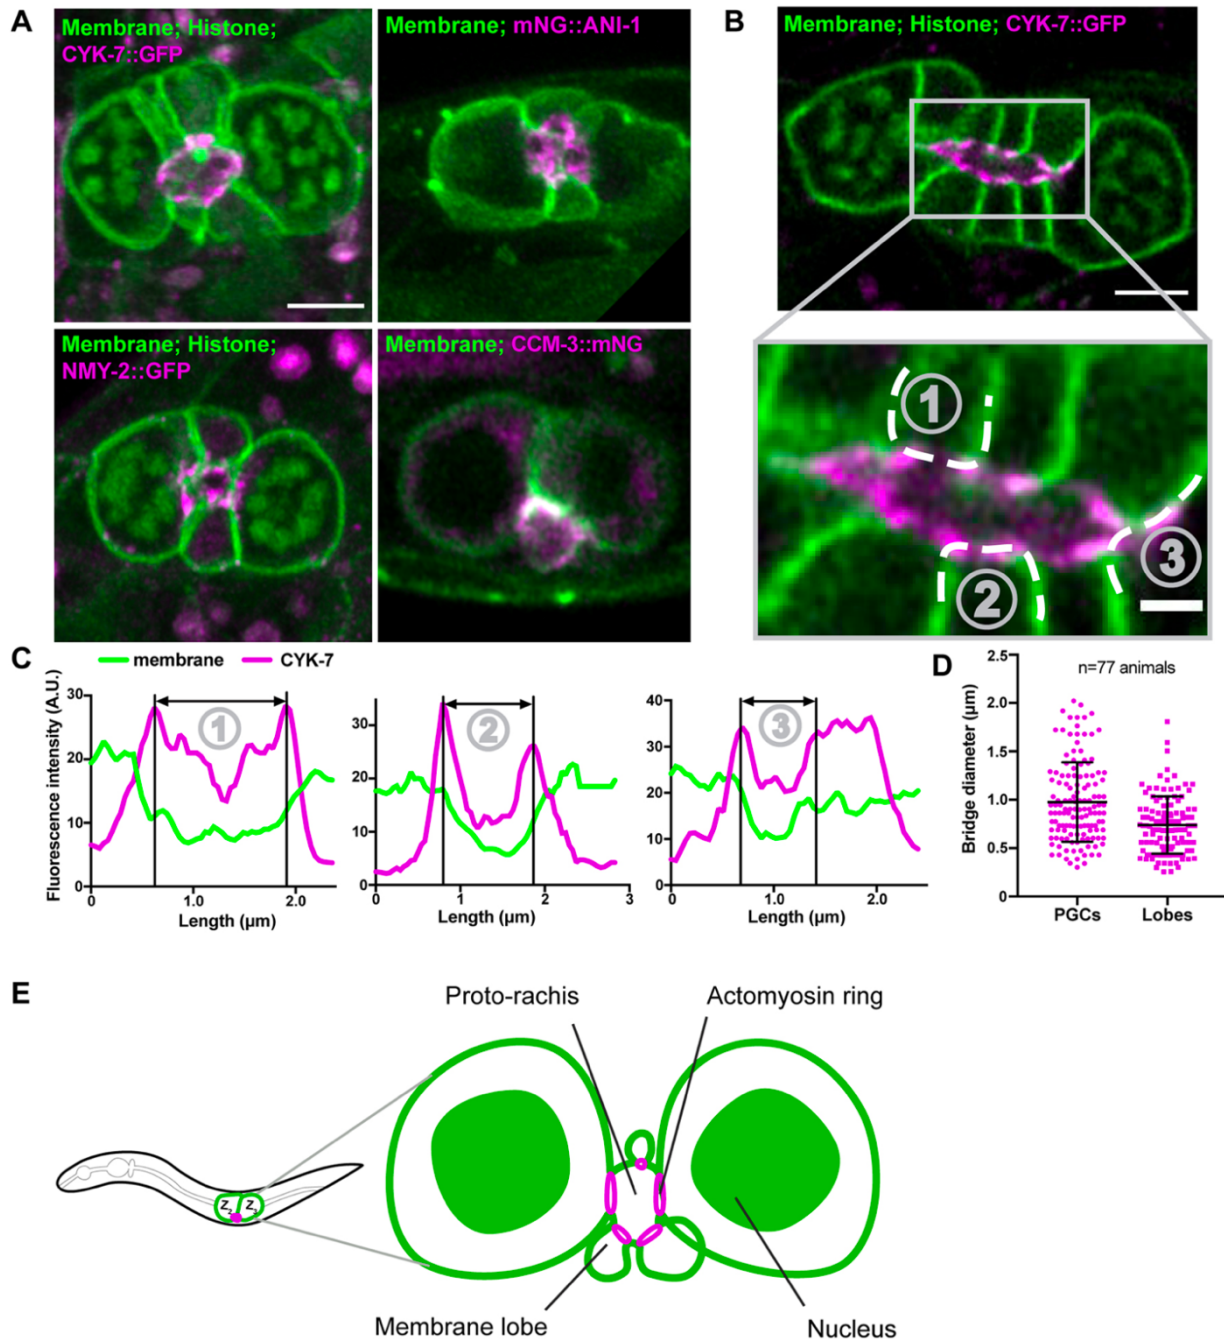 A
Membrane; Histone;
CYK-7::GFP
Membrane; mNG::ANI-1
B
Membrane; Histone; CYK-7::GFP
Membrane; Histone;
NMY-2::GFP
Membrane; CCM-3::mNG
1
2
3
C
membrane
CYK-7
Fluorescence intensity (A.U.)
30
20
10
0
0
1.0
2.0
Length (µm)
1
30
20
10
0
0
1
2
3
Length (µm)
2
40
30
20
10
0
0
1.0
2.0
Length (µm)
3
D
n=77 animals
Bridge diameter (µm)
2.5
2.0
1.5
1.0
0.5
0
PGCs
Lobes
E
Proto-rachis
Actomyosin ring
Z2
Z3
Membrane lobe
Nucleus